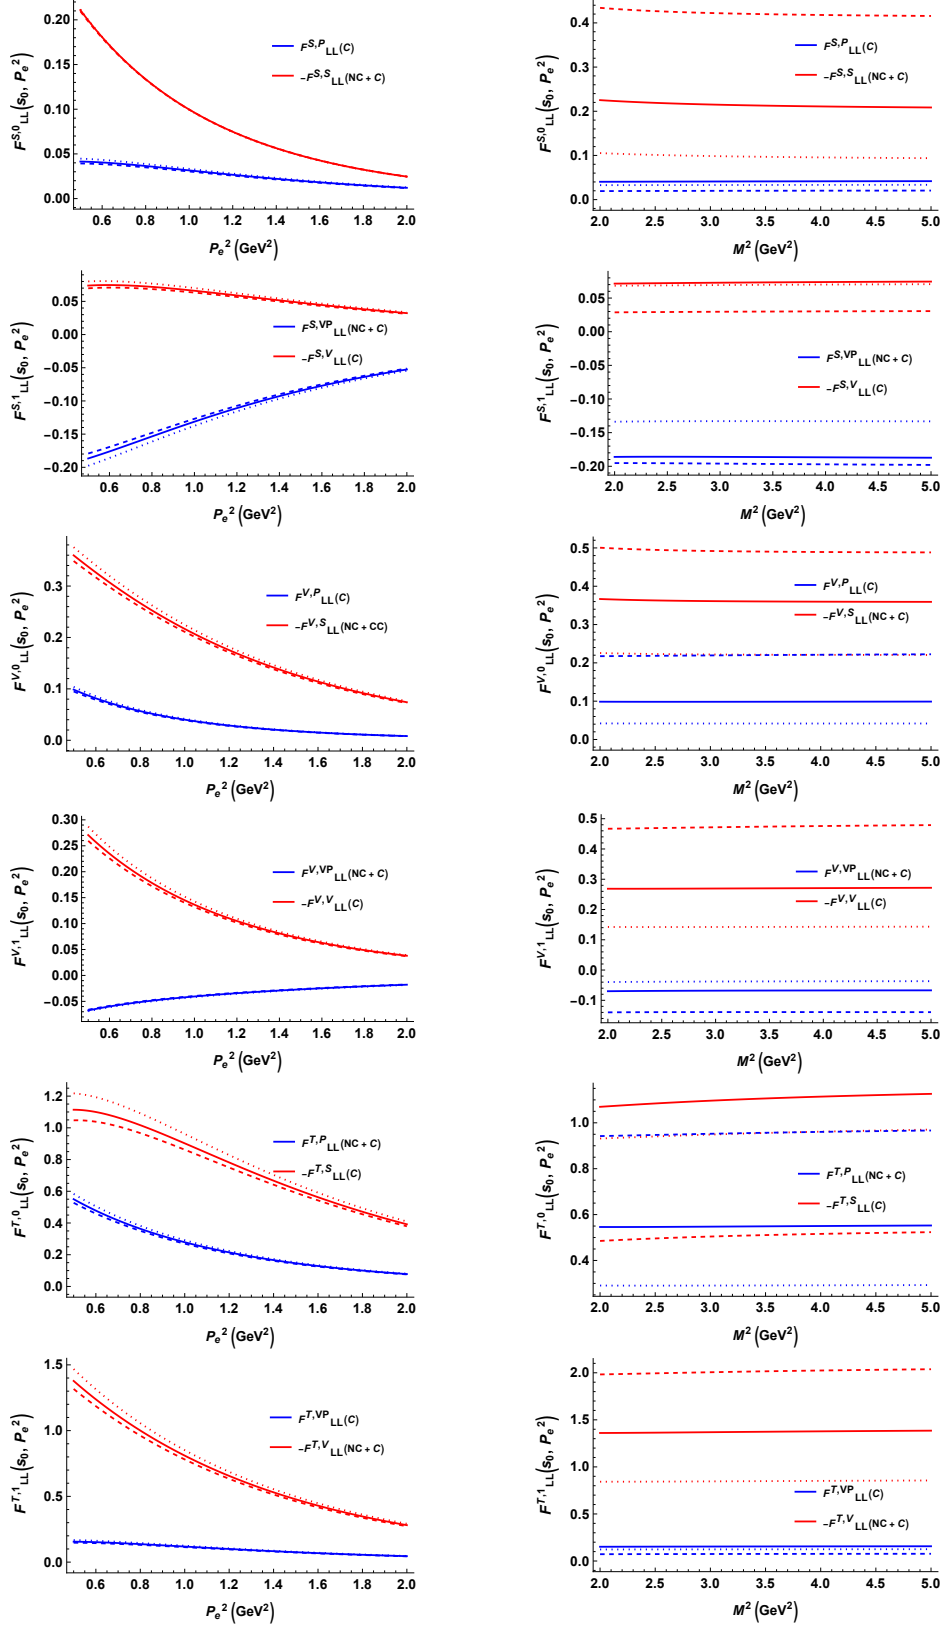 F^{S,0}_{LL}(s_0, P_e^2)
0.20
0.15
0.10
0.05
0.00
F^{S,P}_{LL}(C)
-F^{S,S}_{LL}(NC + C)
0.6 0.8 1.0 1.2 1.4 1.6 1.8 2.0
P_e^2 (GeV^2)
F^{S,0}_{LL}(s_0, P_e^2)
0.4
0.3
0.2
0.1
0.0
F^{S,P}_{LL}(C)
-F^{S,S}_{LL}(NC + C)
2.0 2.5 3.0 3.5 4.0 4.5 5.0
M^2 (GeV^2)
F^{S,1}_{LL}(s_0, P_e^2)
0.05
0.00
-0.05
-0.10
-0.15
-0.20
F^{S,VP}_{LL}(NC + C)
-F^{S,V}_{LL}(C)
0.6 0.8 1.0 1.2 1.4 1.6 1.8 2.0
P_e^2 (GeV^2)
F^{S,1}_{LL}(s_0, P_e^2)
0.05
0.00
-0.05
-0.10
-0.15
-0.20
F^{S,VP}_{LL}(NC + C)
-F^{S,V}_{LL}(C)
2.0 2.5 3.0 3.5 4.0 4.5 5.0
M^2 (GeV^2)
F^{V,0}_{LL}(s_0, P_e^2)
0.3
0.2
0.1
0.0
F^{V,P}_{LL}(C)
-F^{V,S}_{LL}(NC + CC)
0.6 0.8 1.0 1.2 1.4 1.6 1.8 2.0
P_e^2 (GeV^2)
F^{V,0}_{LL}(s_0, P_e^2)
0.5
0.4
0.3
0.2
0.1
0.0
F^{V,P}_{LL}(C)
-F^{V,S}_{LL}(NC + C)
2.0 2.5 3.0 3.5 4.0 4.5 5.0
M^2 (GeV^2)
F^{V,1}_{LL}(s_0, P_e^2)
0.30
0.25
0.20
0.15
0.10
0.05
0.00
-0.05
F^{V,VP}_{LL}(NC + C)
-F^{V,V}_{LL}(C)
0.6 0.8 1.0 1.2 1.4 1.6 1.8 2.0
P_e^2 (GeV^2)
F^{V,1}_{LL}(s_0, P_e^2)
0.5
0.4
0.3
0.2
0.1
0.0
-0.1
F^{V,VP}_{LL}(NC + C)
-F^{V,V}_{LL}(C)
2.0 2.5 3.0 3.5 4.0 4.5 5.0
M^2 (GeV^2)
F^{T,0}_{LL}(s_0, P_e^2)
1.2
1.0
0.8
0.6
0.4
0.2
0.0
F^{T,P}_{LL}(NC + C)
-F^{T,S}_{LL}(C)
0.6 0.8 1.0 1.2 1.4 1.6 1.8 2.0
P_e^2 (GeV^2)
F^{T,0}_{LL}(s_0, P_e^2)
1.0
0.8
0.6
0.4
F^{T,P}_{LL}(NC + C)
-F^{T,S}_{LL}(C)
2.0 2.5 3.0 3.5 4.0 4.5 5.0
M^2 (GeV^2)
F^{T,1}_{LL}(s_0, P_e^2)
1.5
1.0
0.5
0.0
F^{T,VP}_{LL}(C)
-F^{T,V}_{LL}(NC + C)
0.6 0.8 1.0 1.2 1.4 1.6 1.8 2.0
P_e^2 (GeV^2)
F^{T,1}_{LL}(s_0, P_e^2)
2.0
1.5
1.0
0.5
0.0
F^{T,VP}_{LL}(C)
-F^{T,V}_{LL}(NC + C)
2.0 2.5 3.0 3.5 4.0 4.5 5.0
M^2 (GeV^2)